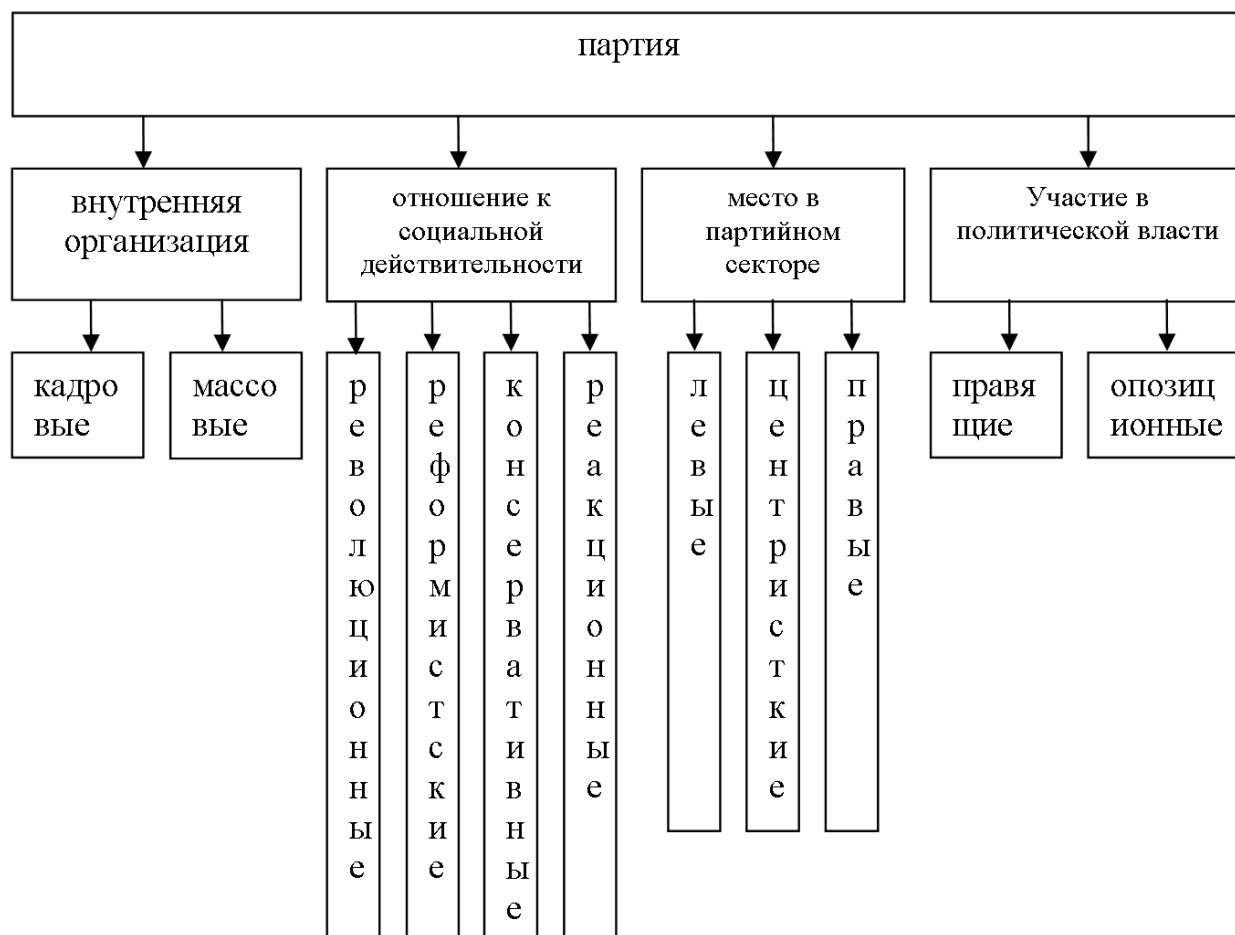 партия
внутренняя
организация
отношение к
социальной
действительности
место в
партийном
секторе
Участие в
политической власти
кадро
вые
массо
вые
революционные
реформистские
консервативные
реакционные
левые
центристкие
правые
правя
щие
опозиц
ионные